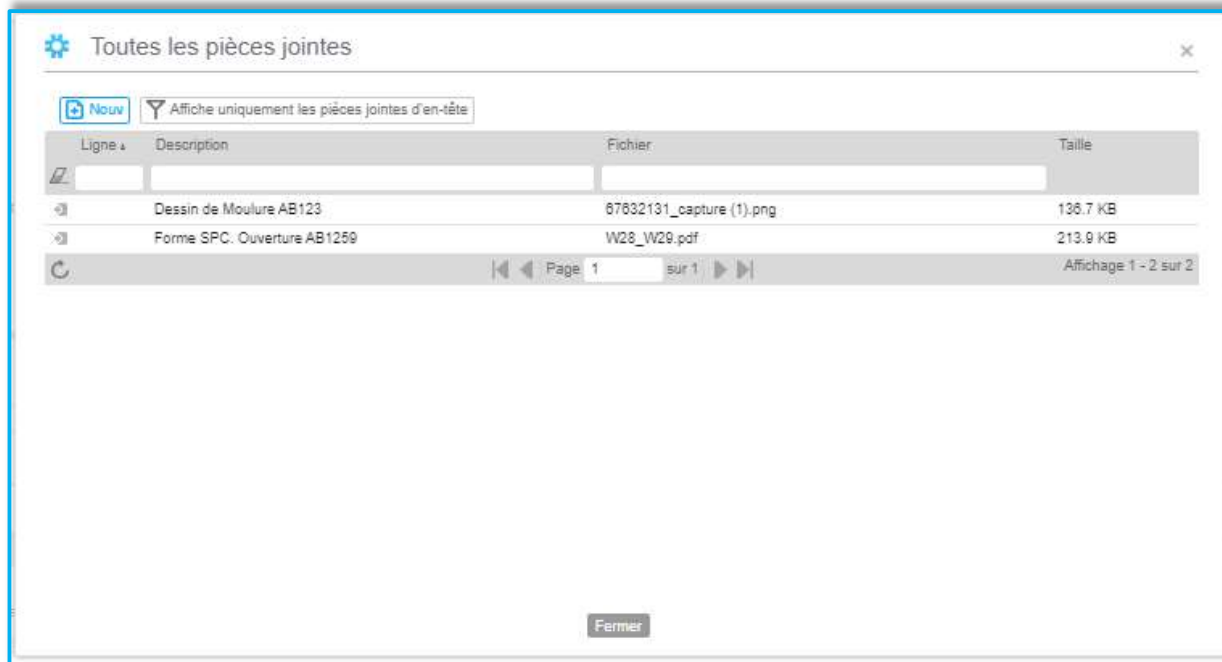 Toutes les pièces jointes
Nouv Affiche uniquement les pièces jointes d'en-tête
Ligne Description Fichier Taille
Dessin de Moulure AB123 67632131_capture (1).png 136.7 KB
Forme SPC. Ouverture AB1259 W28_W29.pdf 213.9 KB
Page 1 sur 1 Affichage 1 - 2 sur 2
Fermer